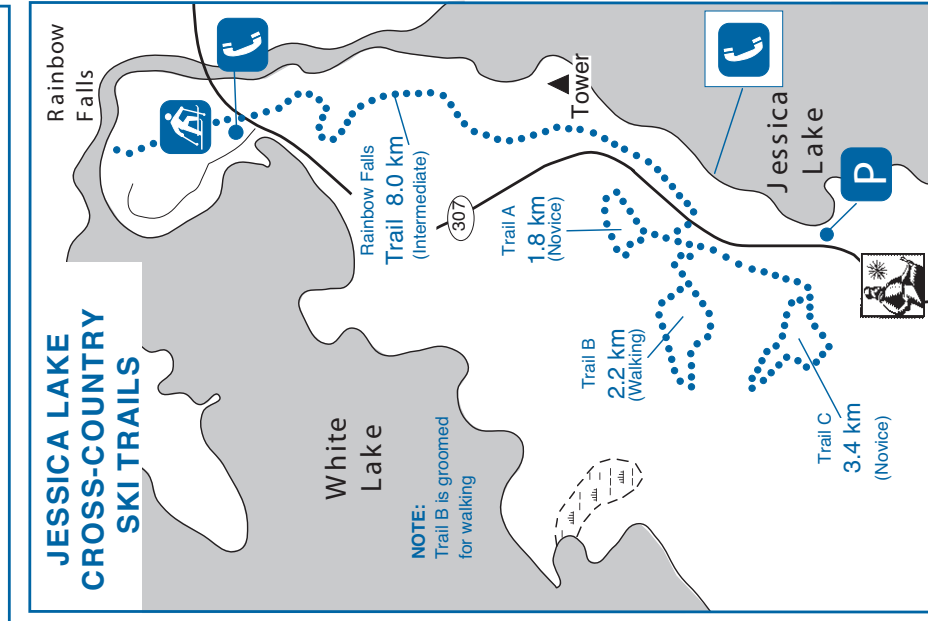 JESSICA LAKE
CROSS-COUNTRY
SKI TRAILS
Rainbow
Falls
Rainbow Falls
Trail 8.0 km
(Intermediate)
Tower
307
Jessica
Lake
P
Trail A
1.8 km
(Novice)
Trail B
2.2 km
(Walking)
Trail C
3.4 km
(Novice)
White
Lake
NOTE:
Trail B is groomed
for walking